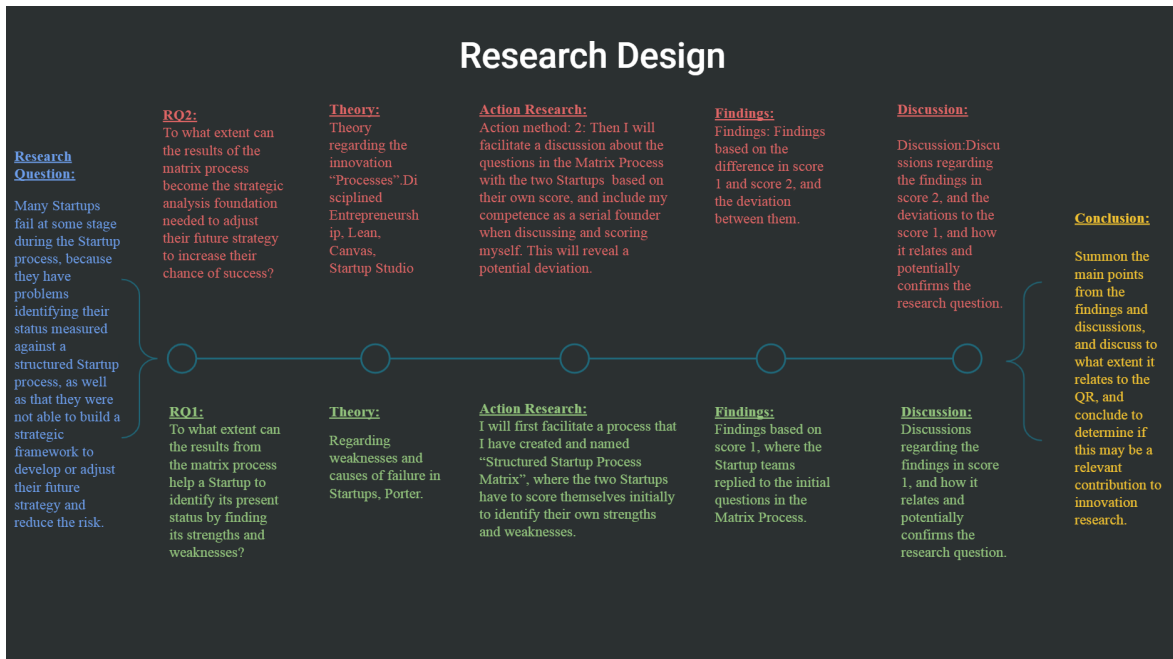 Research Design
Research
Question:
Many Startups
fail at some stage
during the Startup
process, because
they have
problems
identifying their
status measured
against a
structured Startup
process, as well
as that they were
not able to build a
strategic
framework to
develop or adjust
their future
strategy and
reduce the risk.
RQ2:
To what extent can
the results of the
matrix process
become the strategic
analysis foundation
needed to adjust
their future strategy
to increase their
chance of success?
Theory:
Theory
regarding the
innovation
“Processes”.Di
sciplined
Entrepreneursh
ip, Lean,
Canvas,
Startup Studio
Action Research:
Action method: 2: Then I will
facilitate a discussion about the
questions in the Matrix Process
with the two Startups based on
their own score, and include my
competence as a serial founder
when discussing and scoring
myself. This will reveal a
potential deviation.
Findings:
Findings: Findings
based on the
difference in score
1 and score 2, and
the deviation
between them.
Discussion:
Discussion:Discu
ssions regarding
the findings in
score 2, and the
deviations to the
score 1, and how
it relates and
potentially
confirms the
research question.
RQ1:
To what extent can
the results from
the matrix process
help a Startup to
identify its present
status by finding
its strengths and
weaknesses?
Theory:
Regarding
weaknesses and
causes of failure in
Startups, Porter.
Action Research:
I will first facilitate a process that
I have created and named
“Structured Startup Process
Matrix”, where the two Startups
have to score themselves initially
to identify their own strengths
and weaknesses.
Findings:
Findings based on
score 1, where the
Startup teams
replied to the initial
questions in the
Matrix Process.
Discussion:
Discussions
regarding the
findings in score
1, and how it
relates and
potentially
confirms the
research question.
Conclusion:
Summon the
main points
from the
findings and
discussions,
and discuss to
what extent it
relates to the
QR, and
conclude to
determine if
this may be a
relevant
contribution to
innovation
research.